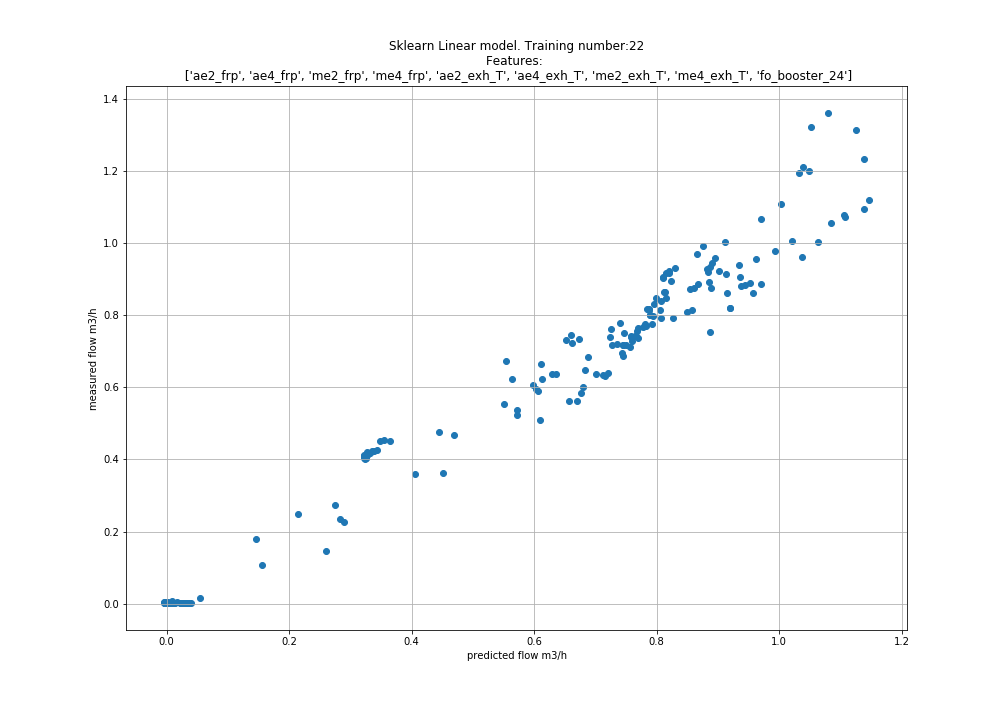 Sklearn Linear model. Training number:22
Features:
['ae2_frp', 'ae4_frp', 'me2_frp', 'me4_frp', 'ae2_exh_T', 'ae4_exh_T', 'me2_exh_T', 'me4_exh_T', 'fo_booster_24']
1.4
1.2
1.0
0.8
0.6
0.4
0.2
0.0
measured flow m3/h
0.0 0.2 0.4 0.6 0.8 1.0 1.2
predicted flow m3/h